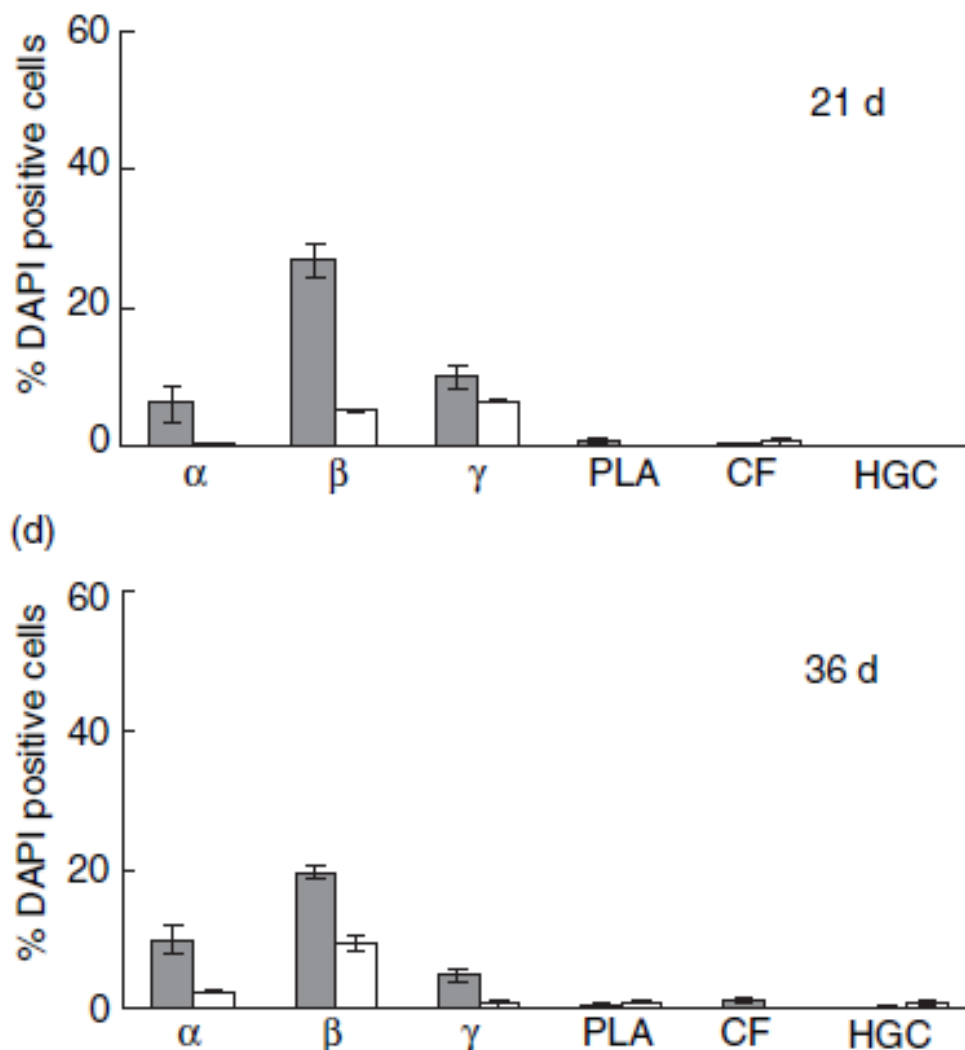 % DAPI positive cells
60
40
20
0
21 d
α β γ PLA CF HGC
(d)
% DAPI positive cells
60
40
20
0
36 d
α β γ PLA CF HGC